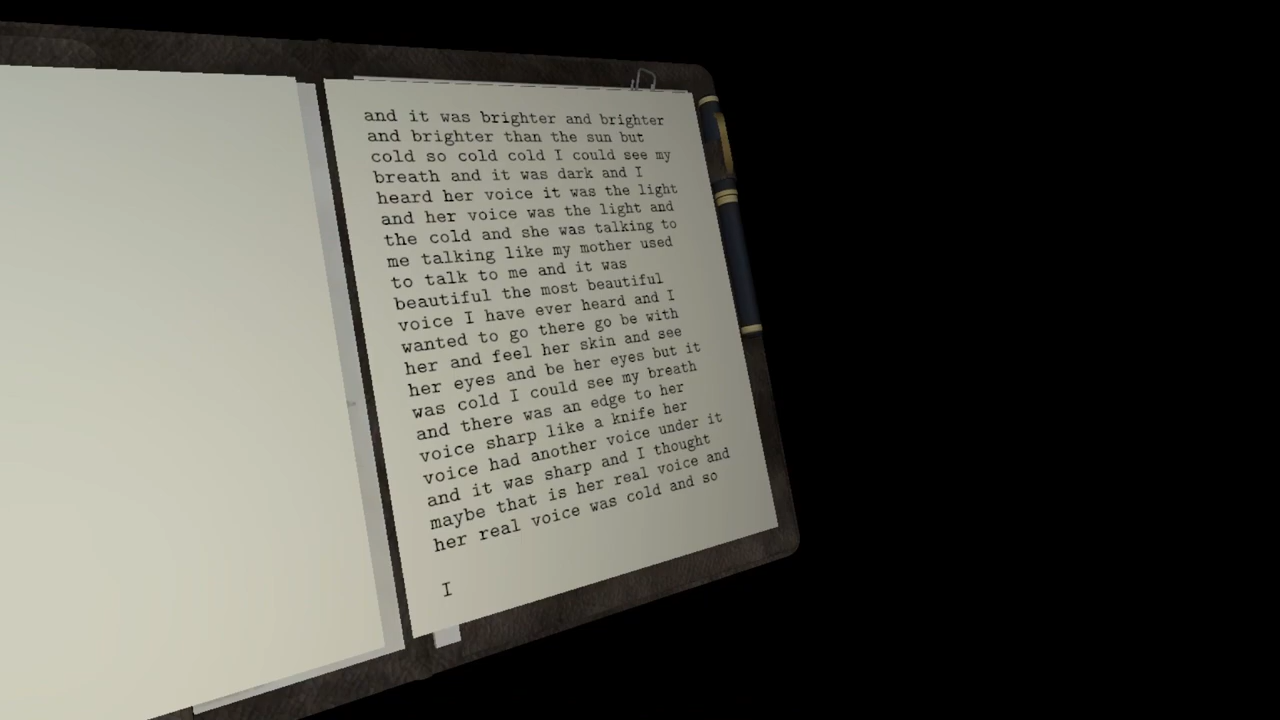 and it was brighter and brighter
and brighter than the sun but
cold so cold cold I could see my
breath and it was dark and I
heard her voice it was the light
and her voice was the light and
the cold and she was talking to
me talking like my mother used
to talk to me and it was
beautiful the most beautiful
voice I have ever heard and I
wanted to go there go be with
her and feel her skin and see
her eyes and be her eyes but it
was cold I could see my breath
and there was an edge to her
voice sharp like a knife her
voice had another voice under it
and it was sharp and I thought
maybe that is her real voice and
her real voice was cold and so
I